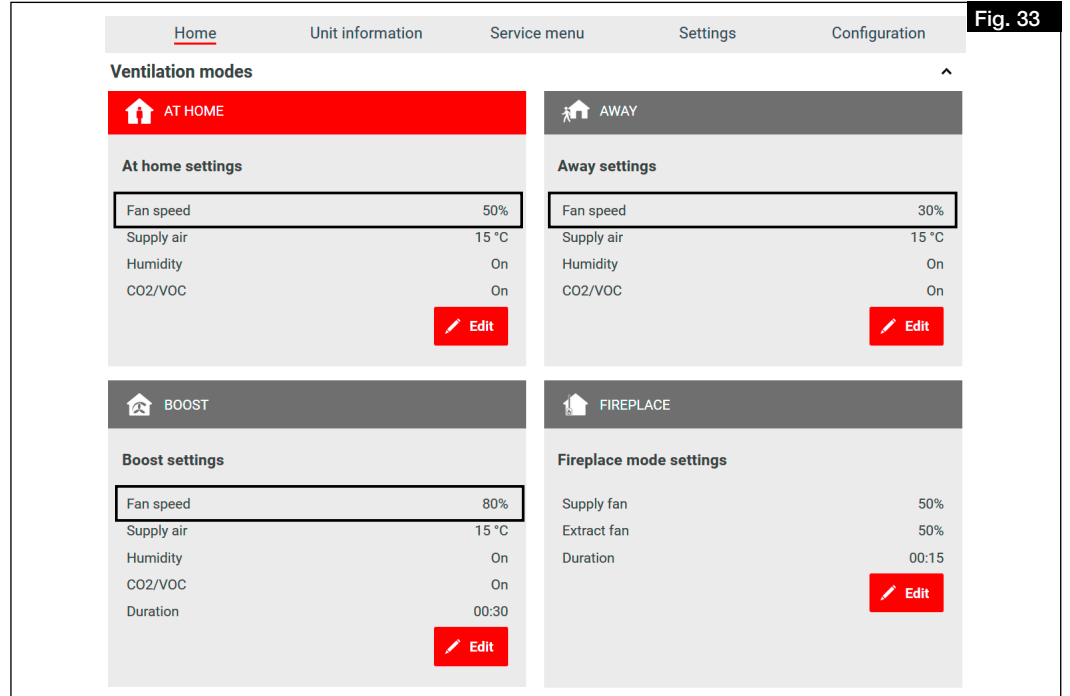 Fig. 33
Home Unit information Service menu Settings Configuration
Ventilation modes
AT HOME
At home settings
Fan speed 50%
Supply air 15 °C
Humidity On
CO2/VOC On
Edit
AWAY
Away settings
Fan speed 30%
Supply air 15 °C
Humidity On
CO2/VOC On
Edit
BOOST
Boost settings
Fan speed 80%
Supply air 15 °C
Humidity On
CO2/VOC On
Duration 00:30
Edit
FIREPLACE
Fireplace mode settings
Supply fan 50%
Extract fan 50%
Duration 00:15
Edit